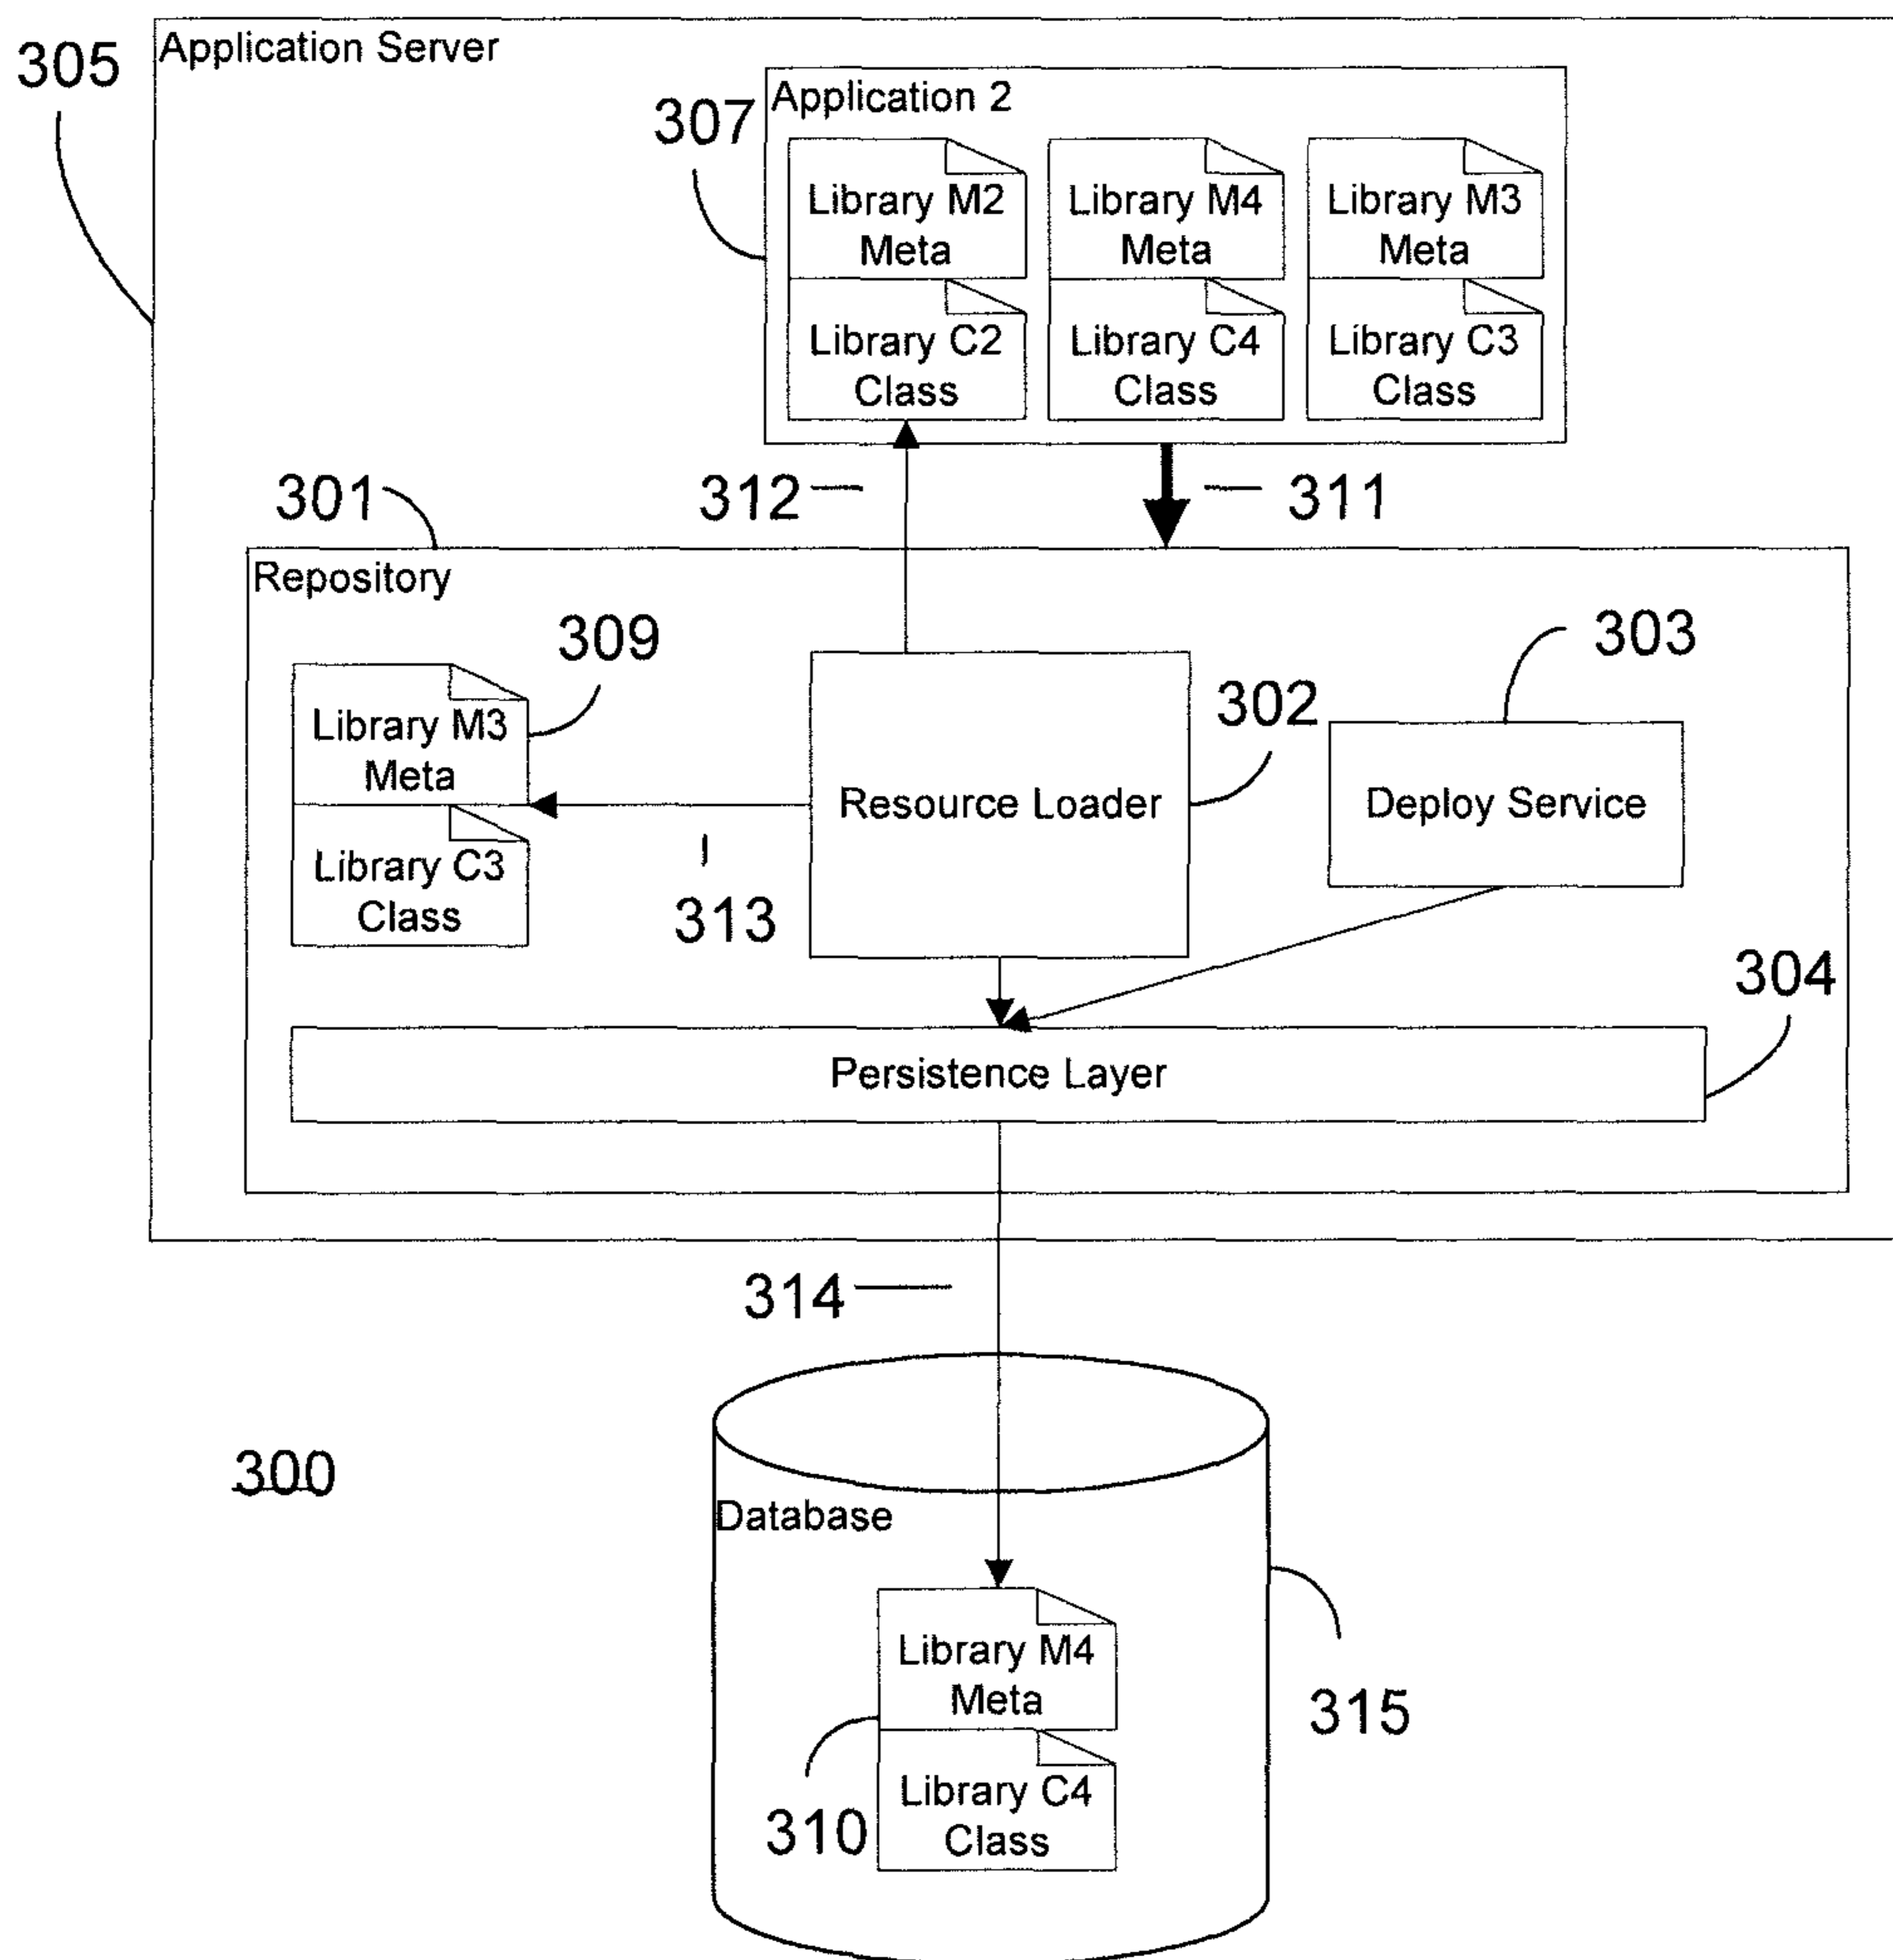 Application Server
305
Application 2
307
Library M2
Meta
Library M4
Meta
Library M3
Meta
Library C2
Class
Library C4
Class
Library C3
Class
312
311
301
Repository
309
303
302
Library M3
Meta
Resource Loader
Deploy Service
Library C3
Class
313
304
Persistence Layer
314
300
Database
Library M4
Meta
315
310
Library C4
Class